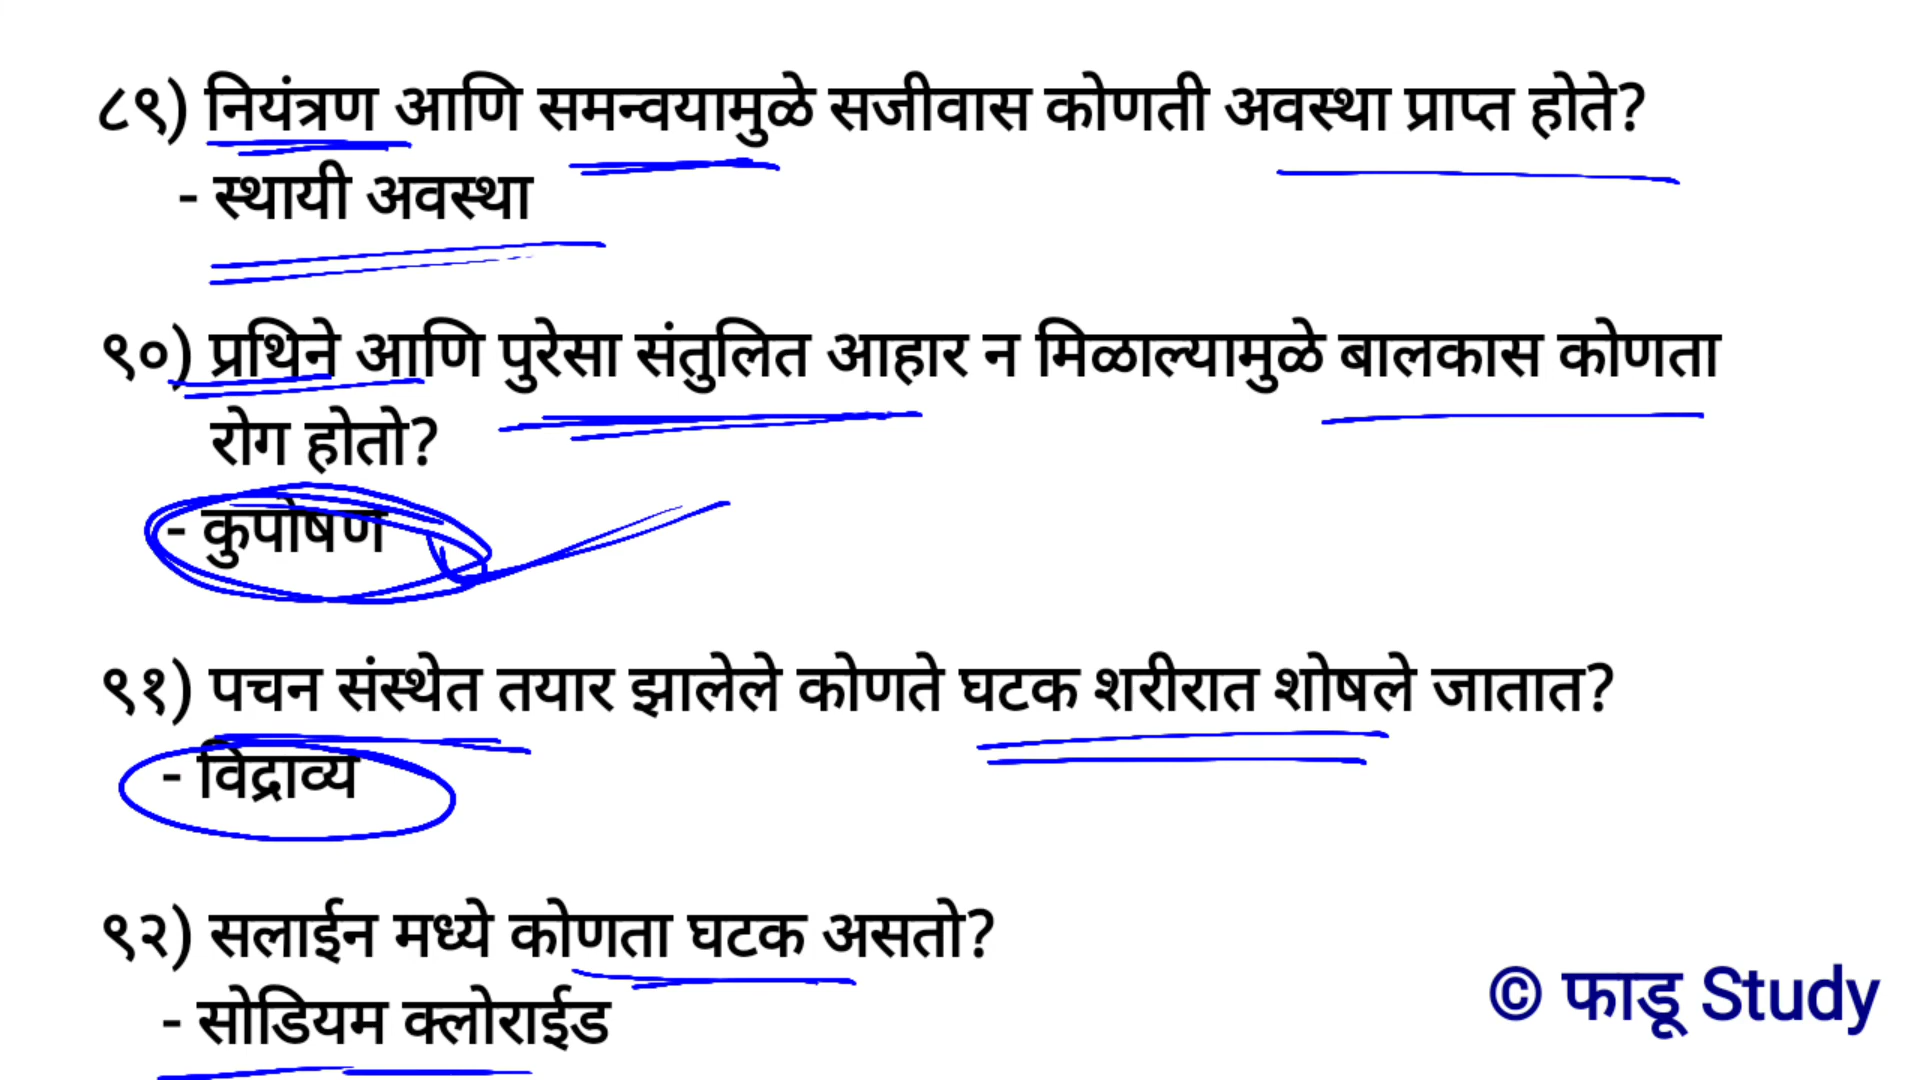 ८९) नियंत्रण आणि समन्वयामुळे सजीवास कोणती अवस्था प्राप्त होते?
- स्थायी अवस्था
९०) प्रथिने आणि पुरेसा संतुलित आहार न मिळाल्यामुळे बालकास कोणता
रोग होतो?
- कुपोषण
९१) पचन संस्थेत तयार झालेले कोणते घटक शरीरात शोषले जातात?
- विद्राव्य
९२) सलाईन मध्ये कोणता घटक असतो?
- सोडियम क्लोराईड
© फाडू Study